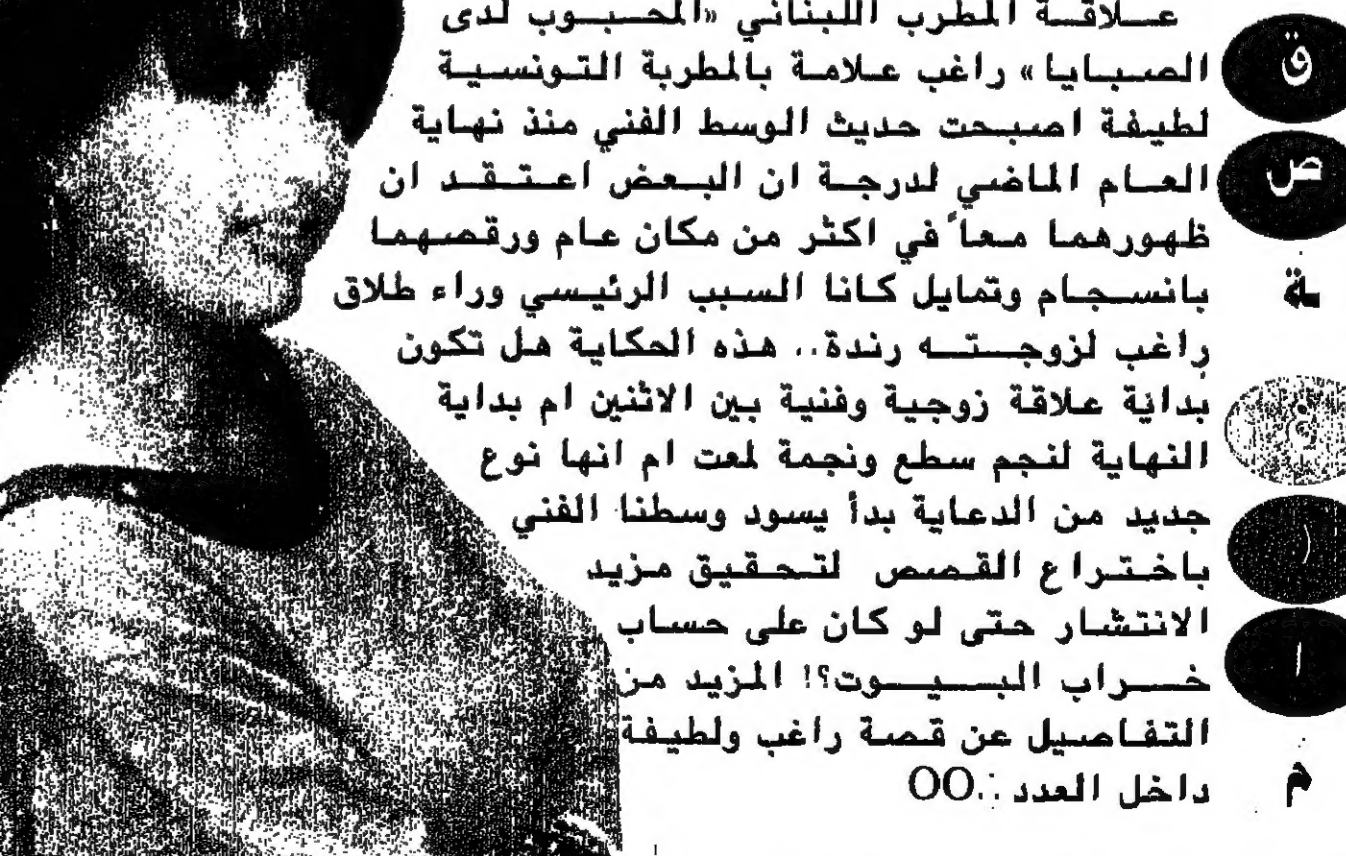 علاقة المطرب اللبناني «المحبوب لدى
الصبايا» راغب علامة بالمطربة التونسية
لطيفة اصبحت حديث الوسط الفني منذ نهاية
العام الماضي لدرجة ان البعض اعتقد ان
ظهورهما معاً في اكثر من مكان عام ورقصهما
بانسجام وتمايل كانا السبب الرئيسي وراء طلاق
راغب لزوجته رندة.. هذه الحكاية هل تكون
بداية علاقة زوجية وفنية بين الاثنين ام بداية
النهاية لنجم سطع ونجمة لمعت ام انها نوع
جديد من الدعاية بدأ يسود وسطنا الفني
باختراع القصص لتحقيق مزيد
الانتشار حتى لو كان على حساب
خراب البيوت؟! المزيد من
التفاصيل عن قصة راغب ولطيفة
داخل العدد
ق
ص
ـة
غ
ر
ا
م